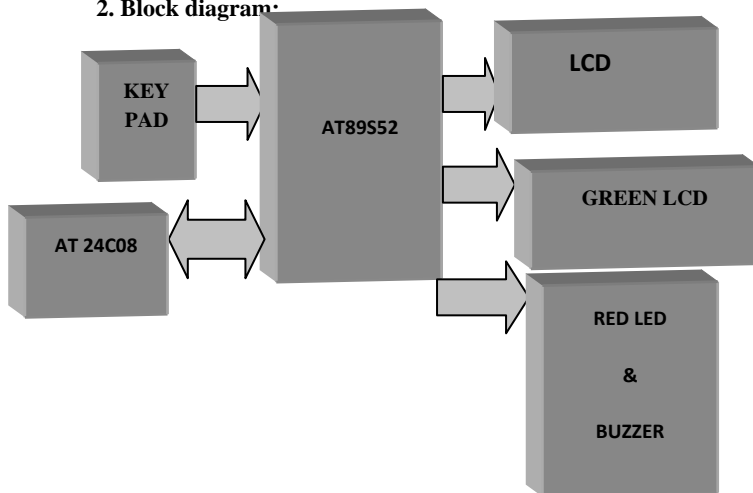 2. Block diagram:
KEY
PAD
AT89S52
LCD
AT 24C08
GREEN LCD
RED LED
&
BUZZER